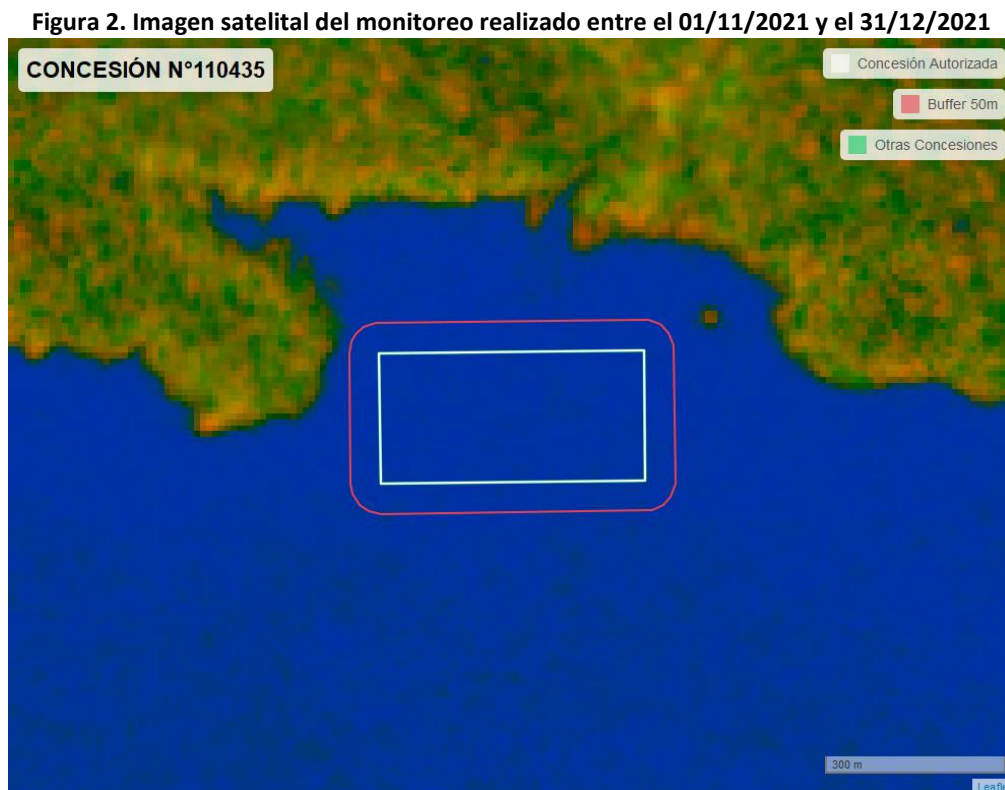 Figura 2. Imagen satelital del monitoreo realizado entre el 01/11/2021 y el 31/12/2021
CONCESIÓN N°110435
Concesión Autorizada
Buffer 50m
Otras Concesiones
300 m
Leafl